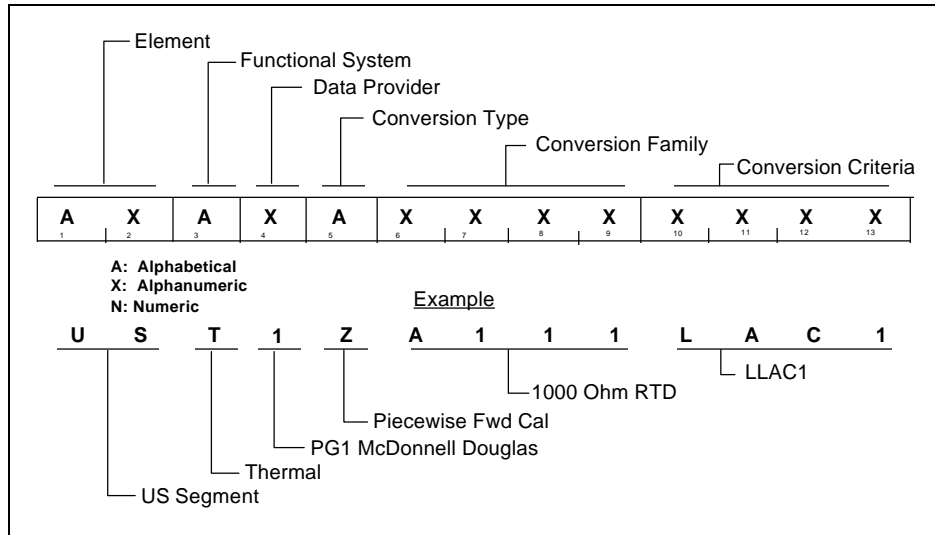 Element
Functional System
Data Provider
Conversion Type
Conversion Family
Conversion Criteria
A X A X A X X X X X X X X
1 2 3 4 5 6 7 8 9 10 11 12 13
A: Alphabetical
X: Alphanumeric
N: Numeric
Example
U S T 1 Z A 1 1 1 L A C 1
LLAC1
1000 Ohm RTD
Piecewise Fwd Cal
PG1 McDonnell Douglas
Thermal
US Segment